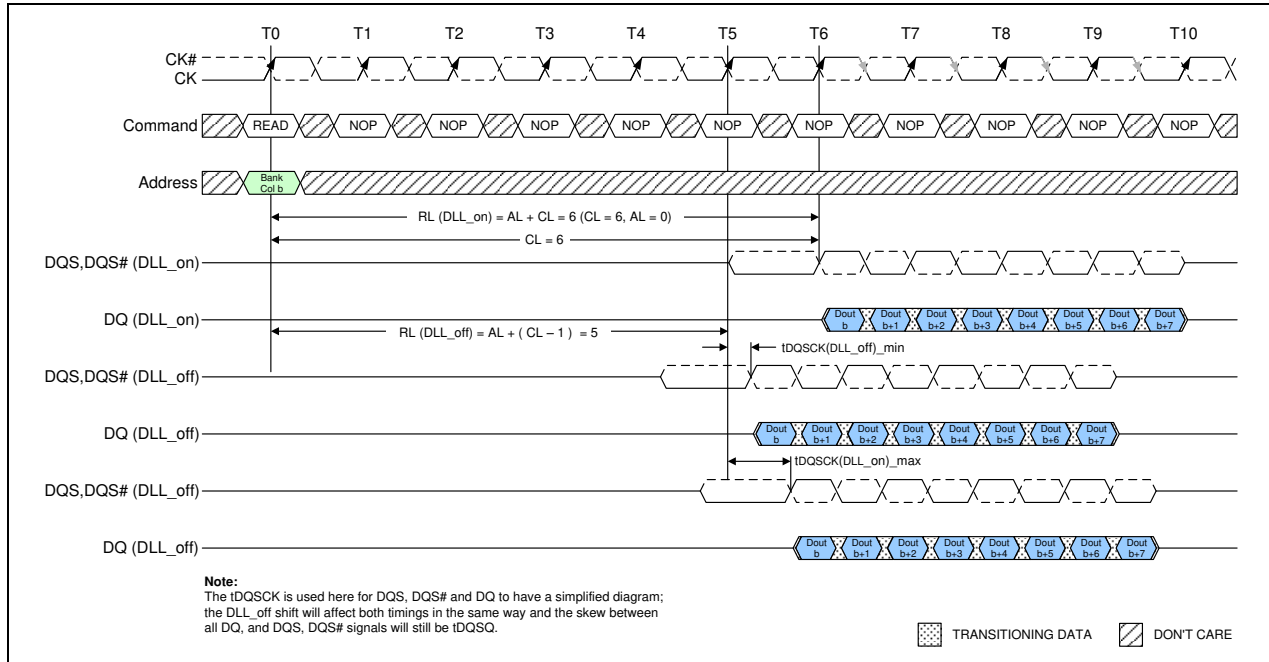 T0 T1 T2 T3 T4 T5 T6 T7 T8 T9 T10
CK#
CK
Command READ NOP NOP NOP NOP NOP NOP NOP NOP NOP NOP
Address Bank
Col b
RL (DLL_on) = AL + CL = 6 (CL = 6, AL = 0)
CL = 6
DQS,DQS# (DLL_on)
DQ (DLL_on) Dout b Dout b+1 Dout b+2 Dout b+3 Dout b+4 Dout b+5 Dout b+6 Dout b+7
RL (DLL_off) = AL + ( CL – 1 ) = 5
tDQSCK(DLL_off)_min
DQS,DQS# (DLL_off)
DQ (DLL_off) Dout b Dout b+1 Dout b+2 Dout b+3 Dout b+4 Dout b+5 Dout b+6 Dout b+7
tDQSCK(DLL_on)_max
DQS,DQS# (DLL_off)
DQ (DLL_off) Dout b Dout b+1 Dout b+2 Dout b+3 Dout b+4 Dout b+5 Dout b+6 Dout b+7
Note:
The tDQSCK is used here for DQS, DQS# and DQ to have a simplified diagram;
the DLL_off shift will affect both timings in the same way and the skew between
all DQ, and DQS, DQS# signals will still be tDQSQ.
TRANSITIONING DATA DON'T CARE